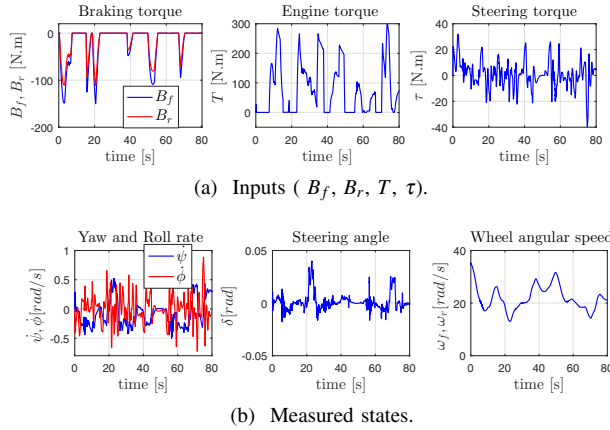 Braking torque
Engine torque
Steering torque
B_f, B_r [N.m]
0
-100
-200
B_f
B_r
0 20 40 60 80
time [s]
T [N.m]
300
200
100
0
0 20 40 60 80
time [s]
τ [N.m]
40
20
0
-20
-40
0 20 40 60 80
time [s]
(a) Inputs ( B_f, B_r, T, τ).
Yaw and Roll rate
Steering angle
Wheel angular speed
ψ̇, φ̇ [rad/s]
1
0.5
0
-0.5
ψ̇
φ̇
0 20 40 60 80
time [s]
δ [rad]
0.05
0
-0.05
0 20 40 60 80
time [s]
ω_f, ω_r [rad/s]
40
20
0
0 20 40 60 80
time [s]
(b) Measured states.